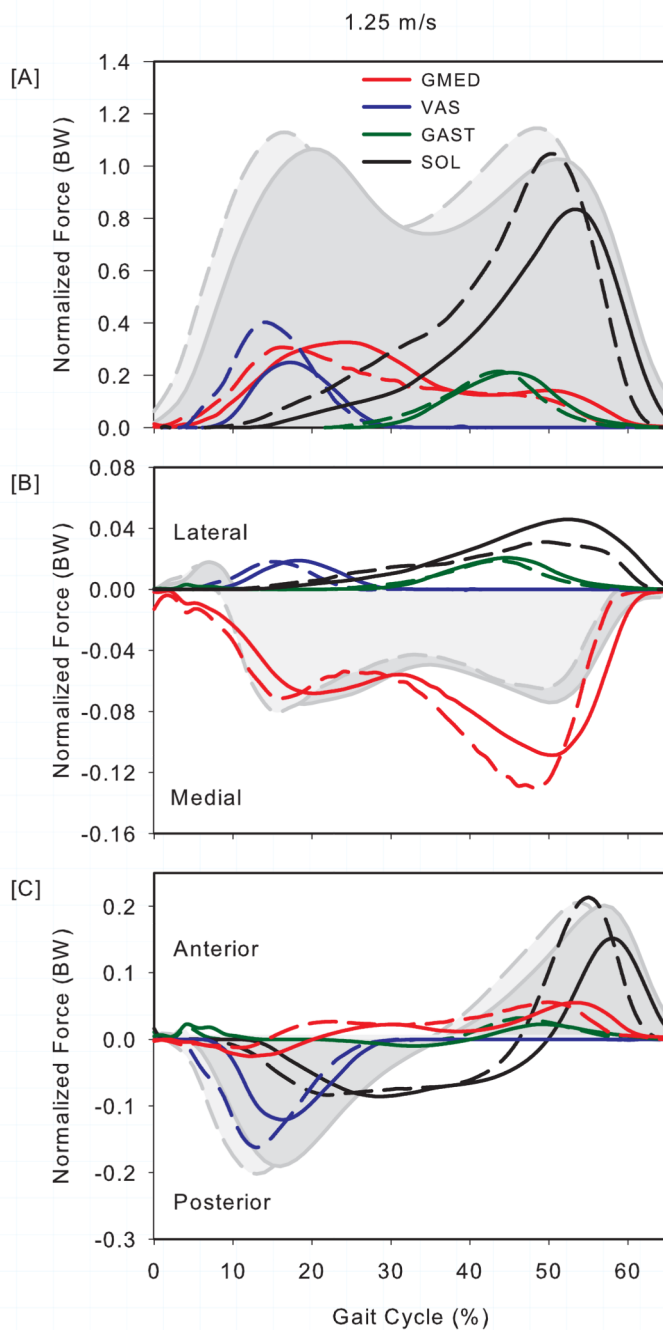 1.25 m/s
[A]
1.4
1.2
1.0
0.8
0.6
0.4
0.2
0.0
Normalized Force (BW)
GMED
VAS
GAST
SOL
[B]
0.08
0.04
0.00
-0.04
-0.08
-0.12
-0.16
Normalized Force (BW)
Lateral
Medial
[C]
0.2
0.1
0.0
-0.1
-0.2
-0.3
Normalized Force (BW)
Anterior
Posterior
0 10 20 30 40 50 60
Gait Cycle (%)